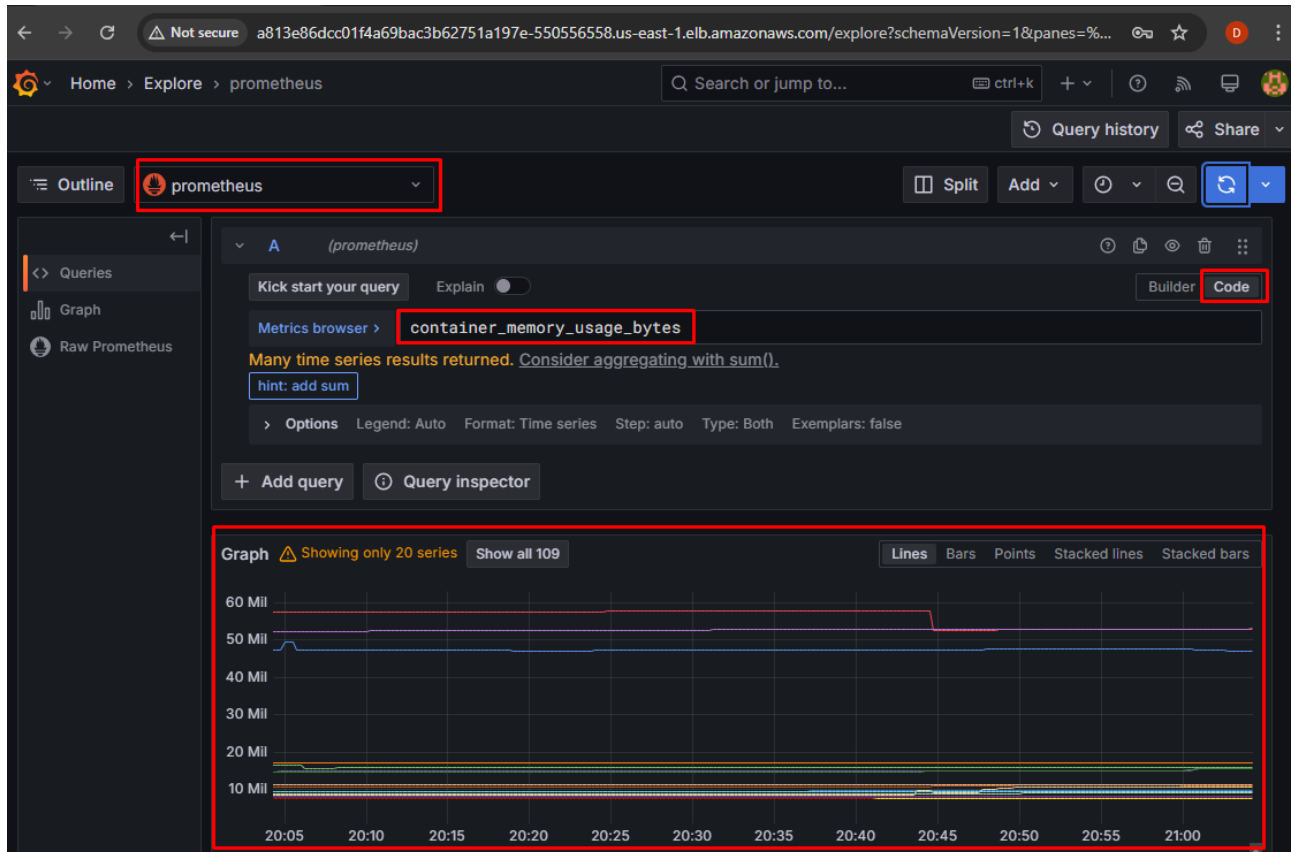 Not secure a813e86dcc01f4a69bac3b62751a197e-550556558.us-east-1.elb.amazonaws.com/explore?schemaVersion=1&panes=%... D
Home › Explore › prometheus Search or jump to... ctrl+k
Query history Share
Outline prometheus Split Add
A (prometheus)
Queries
Kick start your query Explain Builder Code
Graph
Metrics browser > container_memory_usage_bytes
Raw Prometheus
Many time series results returned. Consider aggregating with sum().
hint: add sum
> Options Legend: Auto Format: Time series Step: auto Type: Both Exemplars: false
+ Add query Query inspector
Graph Showing only 20 series Show all 109 Lines Bars Points Stacked lines Stacked bars
60 Mil
50 Mil
40 Mil
30 Mil
20 Mil
10 Mil
20:05 20:10 20:15 20:20 20:25 20:30 20:35 20:40 20:45 20:50 20:55 21:00